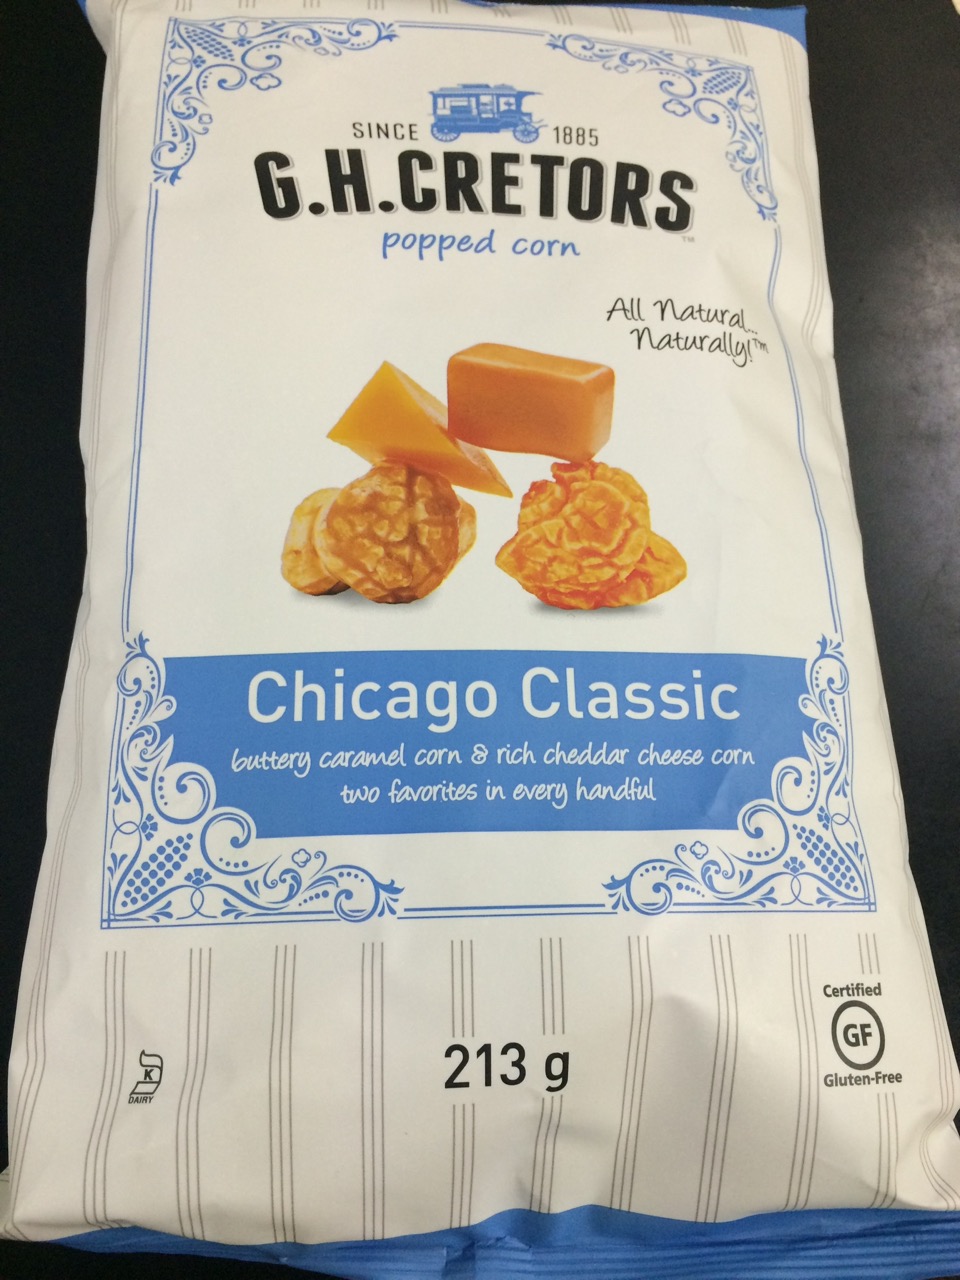 SINCE 1885
G.H.CRETORS
TM
popped corn
All Natural...
Naturally!™
Chicago Classic
buttery caramel corn & rich cheddar cheese corn
two favorites in every handful
213 g
K
DAIRY
Certified
GF
Gluten-Free